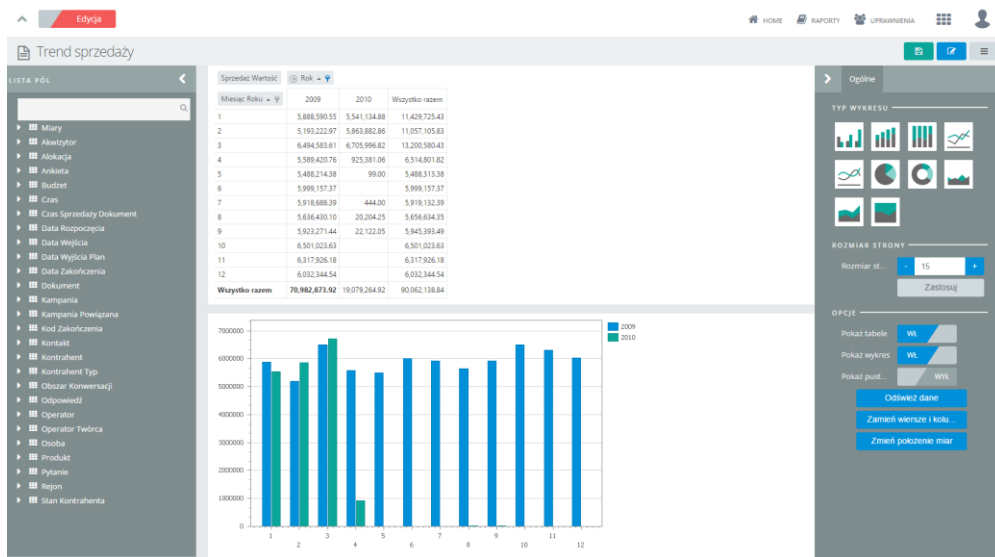 Edycja
HOME RAPORTY UPRAWNIENIA
Trend sprzedaży
LISTA PÓL
Miary
Akwizytor
Alokacja
Ankieta
Budżet
Czas
Czas Sprzedaży Dokument
Data Rozpoczęcia
Data Wejścia
Data Wyjścia Plan
Data Zakończenia
Dokument
Kampania
Kampania Powiązana
Kod Zakończenia
Kontakt
Kontrahent
Kontrahent Typ
Obszar Konwersacji
Odpowiedź
Operator
Operator Twórca
Osoba
Produkt
Pytanie
Rejon
Stan Kontrahenta
Sprzedaż Wartość Rok
Miesiąc Roku 2009 2010 Wszystko razem
1 5,888,590.55 5,541,134.88 11,429,725.43
2 5,193,222.97 5,863,882.86 11,057,105.83
3 6,494,583.61 6,705,996.82 13,200,580.43
4 5,589,420.76 925,381.06 6,514,801.82
5 5,488,214.38 99.00 5,488,313.38
6 5,999,157.37 5,999,157.37
7 5,918,688.39 444.00 5,919,132.39
8 5,636,430.10 20,204.25 5,656,634.35
9 5,923,271.44 22,122.05 5,945,393.49
10 6,501,023.63 6,501,023.63
11 6,317,926.18 6,317,926.18
12 6,032,344.54 6,032,344.54
Wszystko razem 70,982,873.92 19,079,264.92 90,062,138.84
7000000
6000000
5000000
4000000
3000000
2000000
1000000
0
1 2 3 4 5 6 7 8 9 10 11 12
2009
2010
Ogólne
TYP WYKRESU
ROZMIAR STRONY
Rozmiar st... - 15 +
Zastosuj
OPCJE
Pokaż tabele WŁ
Pokaż wykres WŁ
Pokaż pust... WYŁ
Odśwież dane
Zamień wiersze i kolu...
Zmień położenie miar